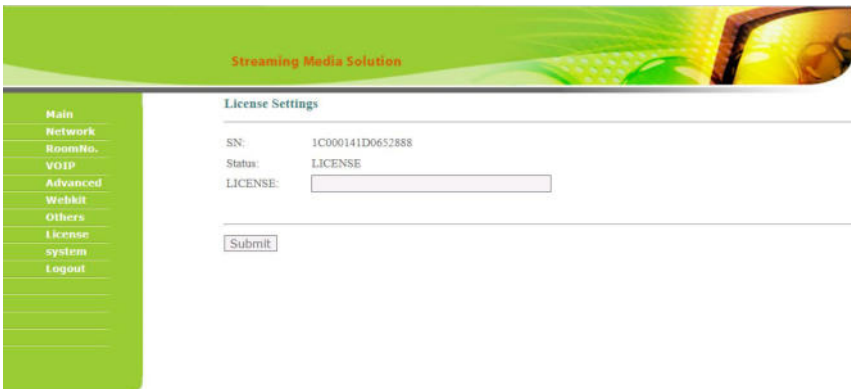 Streaming Media Solution
Main
Network
RoomNo.
VOIP
Advanced
Webkit
Others
License
system
Logout
License Settings
SN: 1C000141D0652888
Status: LICENSE
LICENSE:
Submit